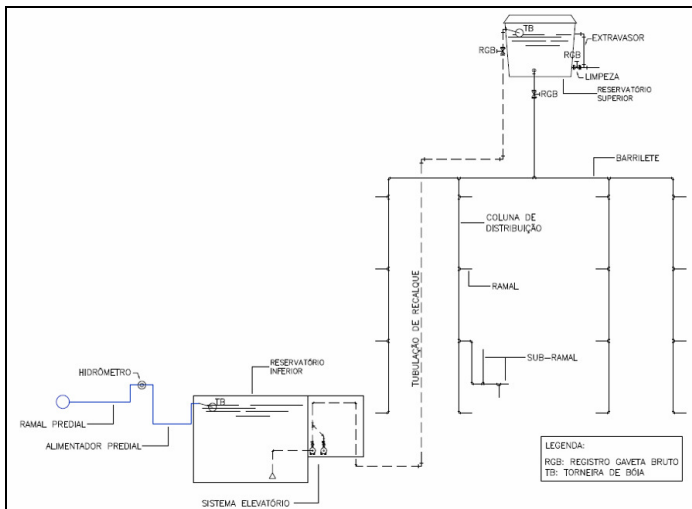 TB
EXTRAVASOR
RGB
RGB
LIMPEZA
RESERVATÓRIO
SUPERIOR
RGB
BARRILETE
COLUNA DE
DISTRIBUIÇÃO
TUBULAÇÃO DE RECALQUE
RAMAL
SUB-RAMAL
RESERVATÓRIO
INFERIOR
HIDRÔMETRO
TB
RAMAL PREDIAL
ALIMENTADOR PREDIAL
SISTEMA ELEVATÓRIO
LEGENDA:
RGB: REGISTRO GAVETA BRUTO
TB: TORNEIRA DE BÓIA